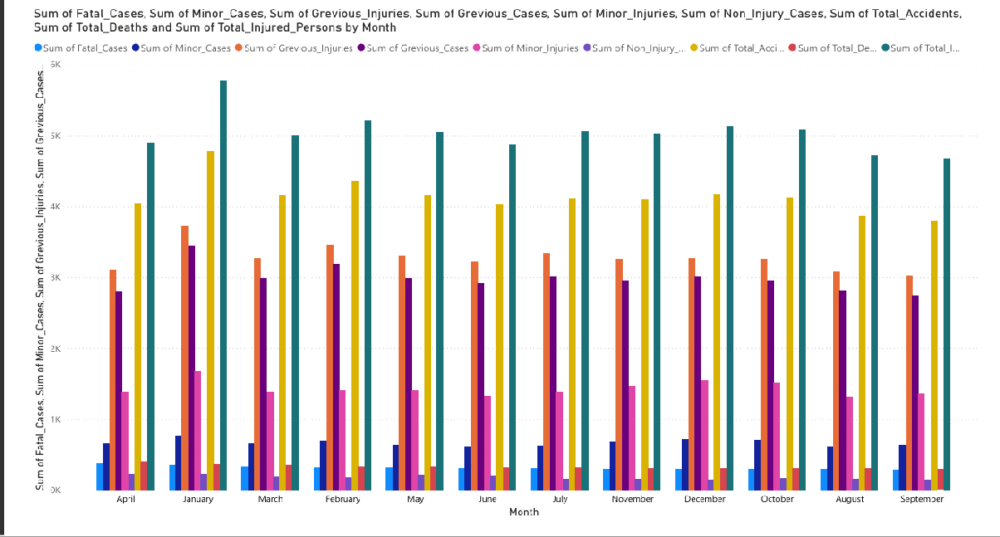 Sum of Fatal_Cases, Sum of Minor_Cases, Sum of Grevious_Injuries, Sum of Grevious_Cases, Sum of Minor_Injuries, Sum of Non_Injury_Cases, Sum of Total_Accidents,
Sum of Total_Deaths and Sum of Total_Injured_Persons by Month
Sum of Fatal_Cases Sum of Minor_Cases Sum of Grevious_Injuries Sum of Grevious_Cases Sum of Minor_Injuries Sum of Non_Injury_... Sum of Total_Acci... Sum of Total_De... Sum of Total_I...
Sum of Fatal_Cases, Sum of Minor_Cases, Sum of Grevious_Injuries, Sum of Grevious_Cases...
6K
5K
4K
3K
2K
1K
0K
April January March February May June July November December October August September
Month